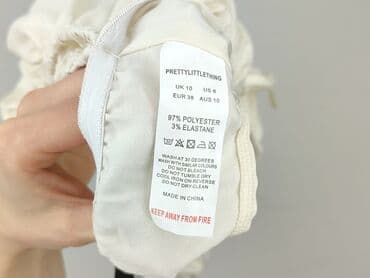 PRETTYLITTLETHING
UK 10 US 6
EUR 38 AUS 10
97% POLYESTER
3% ELASTANE
WASH AT 30 DEGREES
WASH WITH SIMILAR COLOURS
DO NOT BLEACH
DO NOT TUMBLE DRY
COOL IRON ON REVERSE
DO NOT DRY CLEAN
MADE IN CHINA
KEEP AWAY FROM FIRE